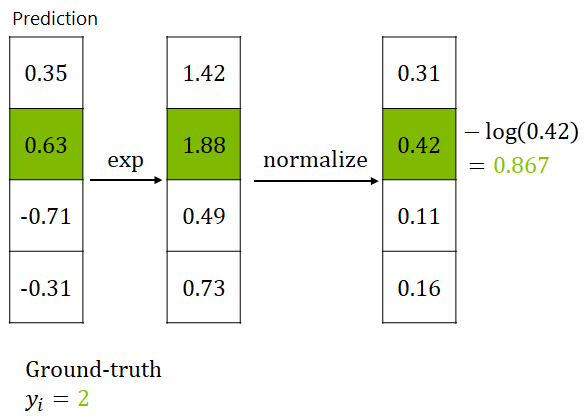 Prediction
0.35 1.42 0.31
0.63 exp 1.88 normalize 0.42 −log(0.42)
= 0.867
-0.71 0.49 0.11
-0.31 0.73 0.16
Ground-truth
yᵢ = 2